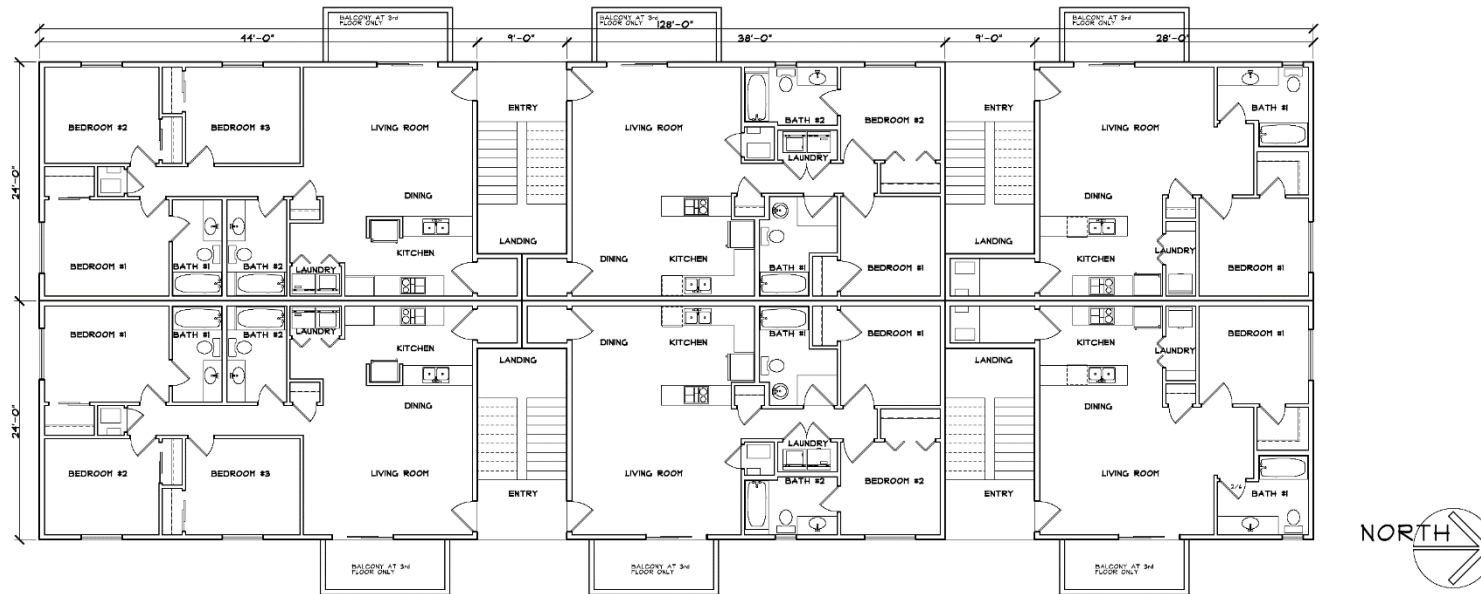 BALCONY AT 3rd
FLOOR ONLY
BALCONY AT 3rd
FLOOR ONLY
BALCONY AT 3rd
FLOOR ONLY
128'-0"
44'-0"
9'-0"
38'-0"
9'-0"
28'-0"
24'-0"
24'-0"
BEDROOM #2
BEDROOM #3
LIVING ROOM
ENTRY
LIVING ROOM
BATH #2
BEDROOM #2
ENTRY
LIVING ROOM
BATH #1
LAUNDRY
DINING
DINING
BEDROOM #1
BATH #1
BATH #2
LAUNDRY
KITCHEN
LANDING
DINING
KITCHEN
BATH #1
BEDROOM #1
LANDING
KITCHEN
LAUNDRY
BEDROOM #1
BEDROOM #1
BATH #1
BATH #2
LAUNDRY
KITCHEN
LANDING
DINING
KITCHEN
BATH #1
BEDROOM #1
LANDING
KITCHEN
LAUNDRY
BEDROOM #1
DINING
DINING
LAUNDRY
BEDROOM #2
BEDROOM #3
LIVING ROOM
ENTRY
LIVING ROOM
BATH #2
BEDROOM #2
ENTRY
LIVING ROOM
2/6
BATH #1
BALCONY AT 3rd
FLOOR ONLY
BALCONY AT 3rd
FLOOR ONLY
BALCONY AT 3rd
FLOOR ONLY
NORTH